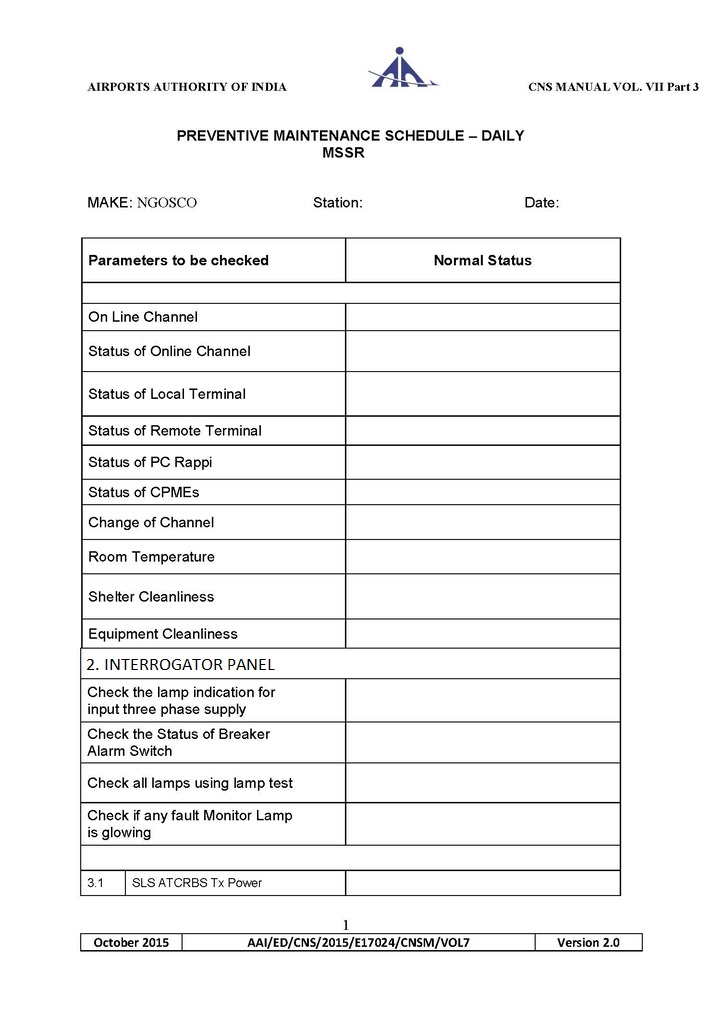 AIRPORTS AUTHORITY OF INDIA
CNS MANUAL VOL. VII Part 3
PREVENTIVE MAINTENANCE SCHEDULE – DAILY
MSSR
MAKE: NGOSCO Station: Date:
Parameters to be checked Normal Status
On Line Channel
Status of Online Channel
Status of Local Terminal
Status of Remote Terminal
Status of PC Rappi
Status of CPMEs
Change of Channel
Room Temperature
Shelter Cleanliness
Equipment Cleanliness
2. INTERROGATOR PANEL
Check the lamp indication for
input three phase supply
Check the Status of Breaker
Alarm Switch
Check all lamps using lamp test
Check if any fault Monitor Lamp
is glowing
3.1 SLS ATCRBS Tx Power
1
October 2015 AAI/ED/CNS/2015/E17024/CNSM/VOL7 Version 2.0